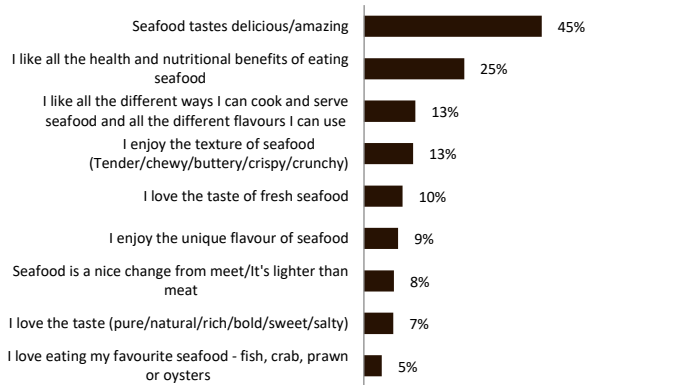 Seafood tastes delicious/amazing
45%
I like all the health and nutritional benefits of eating
seafood
25%
I like all the different ways I can cook and serve
seafood and all the different flavours I can use
13%
I enjoy the texture of seafood
(Tender/chewy/buttery/crispy/crunchy)
13%
I love the taste of fresh seafood
10%
I enjoy the unique flavour of seafood
9%
Seafood is a nice change from meet/It's lighter than
meat
8%
I love the taste (pure/natural/rich/bold/sweet/salty)
7%
I love eating my favourite seafood - fish, crab, prawn
or oysters
5%